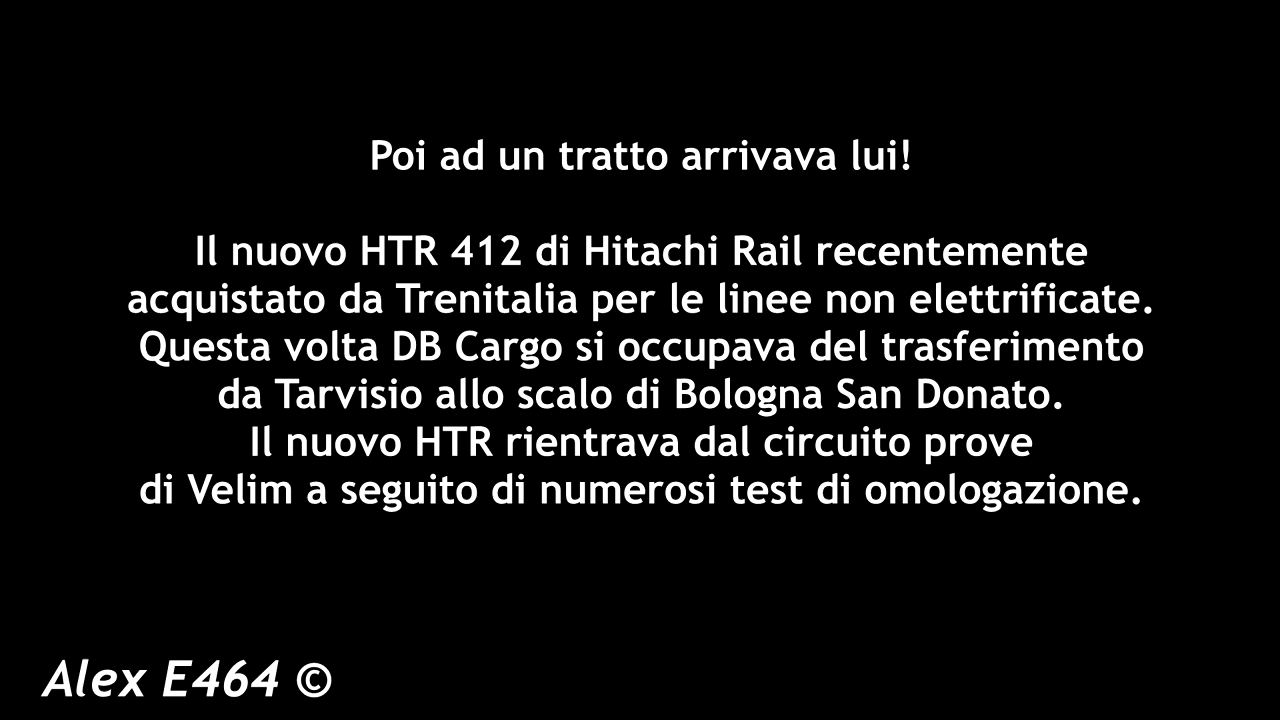 Poi ad un tratto arrivava lui!
Il nuovo HTR 412 di Hitachi Rail recentemente
acquistato da Trenitalia per le linee non elettrificate.
Questa volta DB Cargo si occupava del trasferimento
da Tarvisio allo scalo di Bologna San Donato.
Il nuovo HTR rientrava dal circuito prove
di Velim a seguito di numerosi test di omologazione.
Alex E464 ©